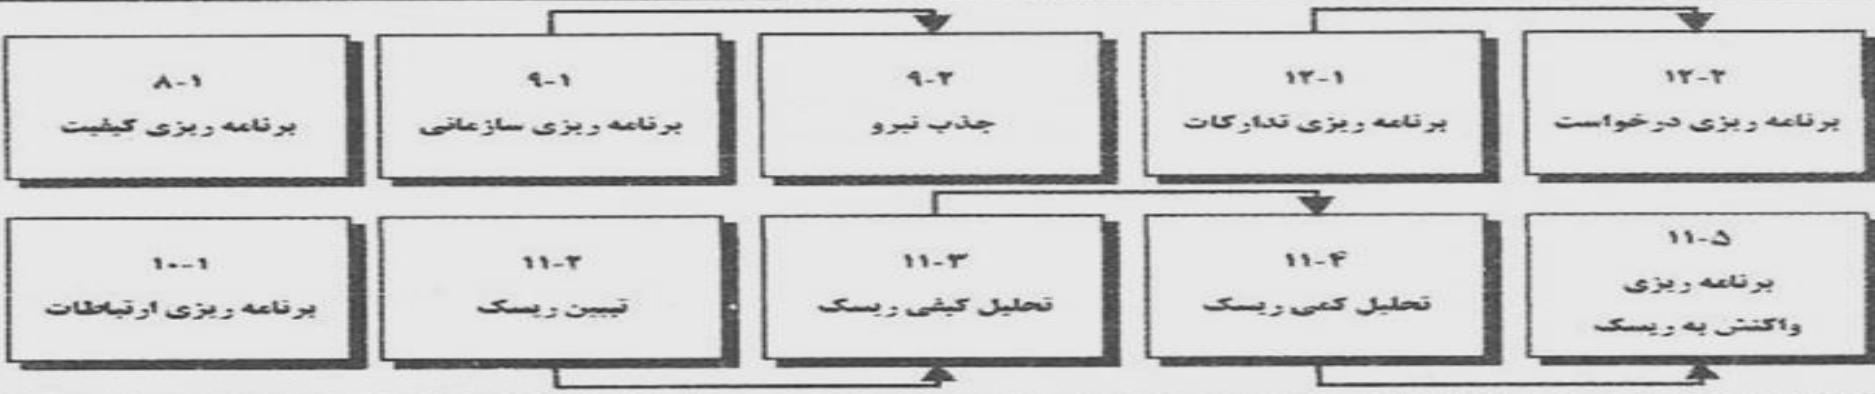 ۸-۱
برنامه ریزی کیفیت
۹-۱
برنامه ریزی سازمانی
۹-۲
جذب نیرو
۱۲-۱
برنامه ریزی تدارکات
۱۲-۲
برنامه ریزی درخواست
۱۰-۱
برنامه ریزی ارتباطات
۱۱-۲
تبیین ریسک
۱۱-۳
تحلیل کیفی ریسک
۱۱-۴
تحلیل کمی ریسک
۱۱-۵
برنامه ریزی
واکنش به ریسک